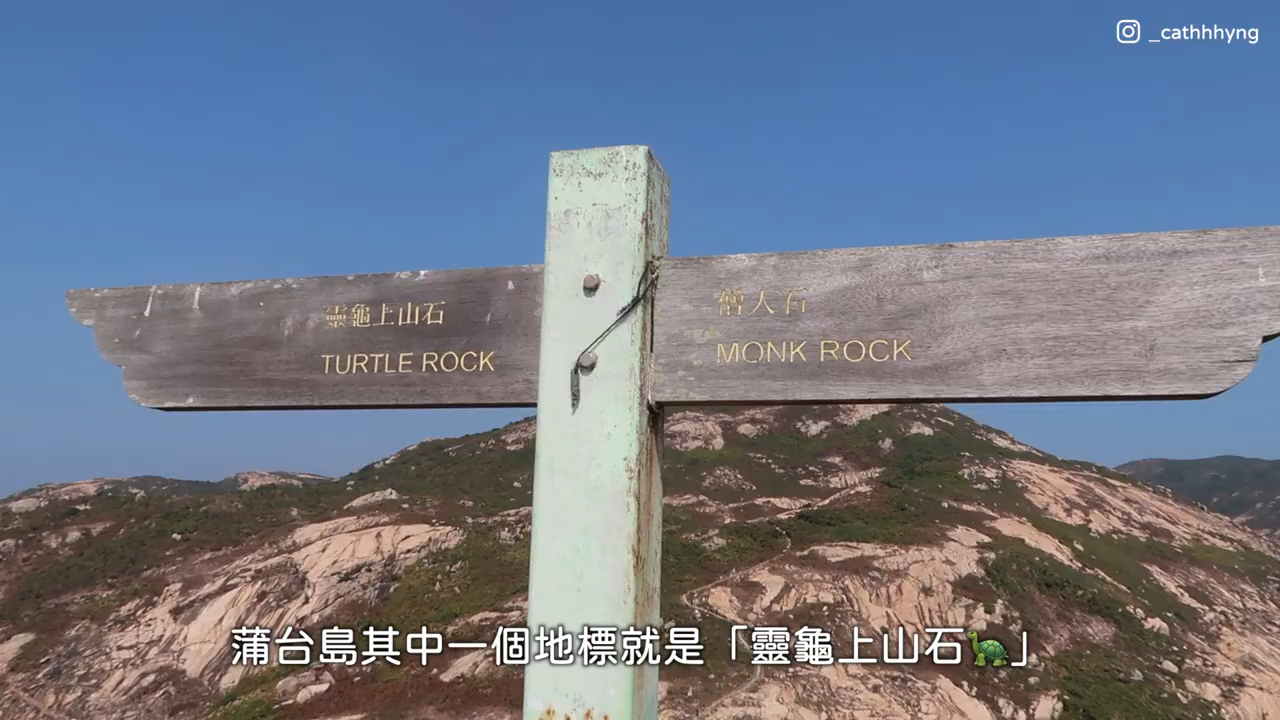 _cathhhyng
靈龜上山石
TURTLE ROCK
僧人石
MONK ROCK
蒲台島其中一個地標就是「靈龜上山石🐢」